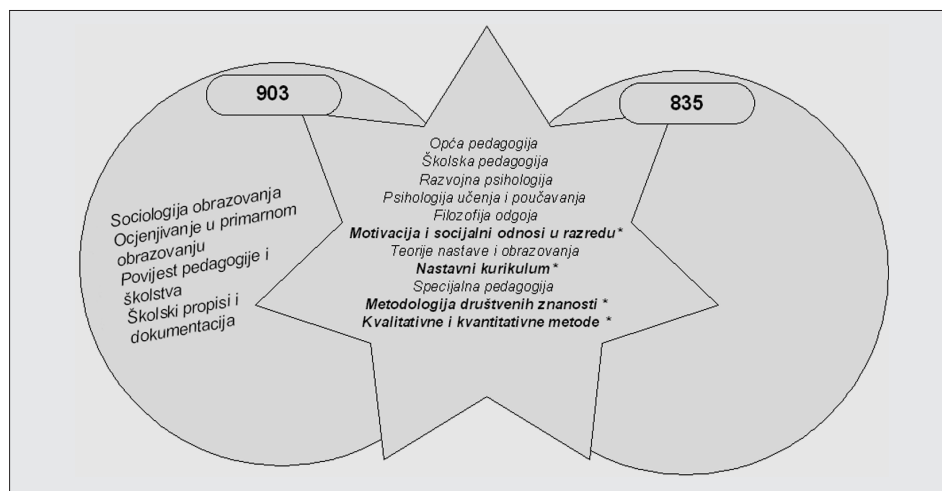 903
835
Opća pedagogija
Školska pedagogija
Razvojna psihologija
Psihologija učenja i poučavanja
Filozofija odgoja
Motivacija i socijalni odnosi u razredu*
Teorije nastave i obrazovanja
Nastavni kurikulum*
Specijalna pedagogija
Metodologija društvenih znanosti *
Kvalitativne i kvantitativne metode *
Sociologija obrazovanja
Ocjenjivanje u primarnom
obrazovanju
Povijest pedagogije i
školstva
Školski propisi i
dokumentacija